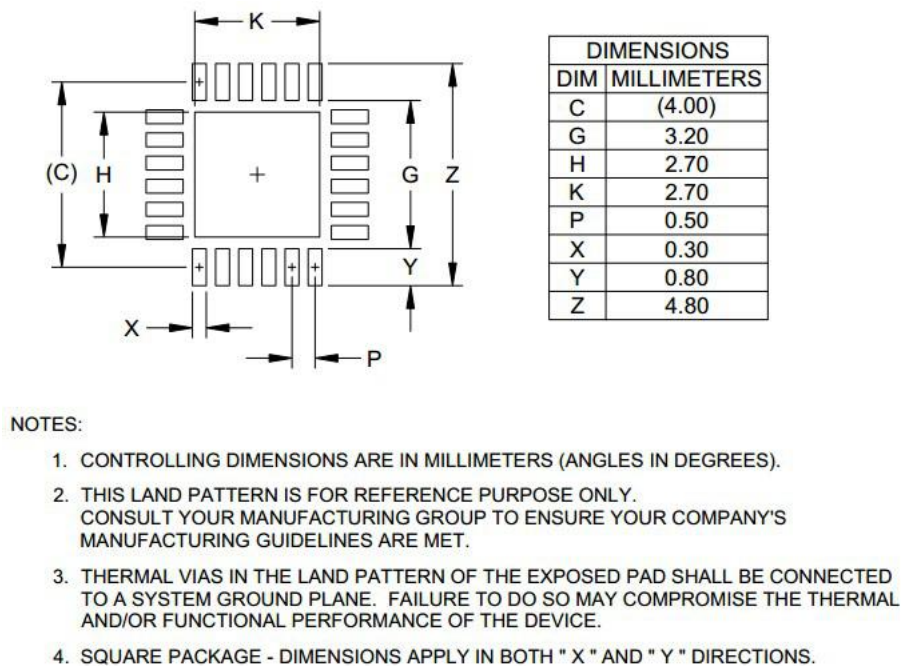 K
(C)
H
G
Z
Y
X
P
DIMENSIONS
DIM MILLIMETERS
C (4.00)
G 3.20
H 2.70
K 2.70
P 0.50
X 0.30
Y 0.80
Z 4.80
NOTES:
1. CONTROLLING DIMENSIONS ARE IN MILLIMETERS (ANGLES IN DEGREES).
2. THIS LAND PATTERN IS FOR REFERENCE PURPOSE ONLY.
CONSULT YOUR MANUFACTURING GROUP TO ENSURE YOUR COMPANY'S
MANUFACTURING GUIDELINES ARE MET.
3. THERMAL VIAS IN THE LAND PATTERN OF THE EXPOSED PAD SHALL BE CONNECTED
TO A SYSTEM GROUND PLANE. FAILURE TO DO SO MAY COMPROMISE THE THERMAL
AND/OR FUNCTIONAL PERFORMANCE OF THE DEVICE.
4. SQUARE PACKAGE - DIMENSIONS APPLY IN BOTH " X " AND " Y " DIRECTIONS.